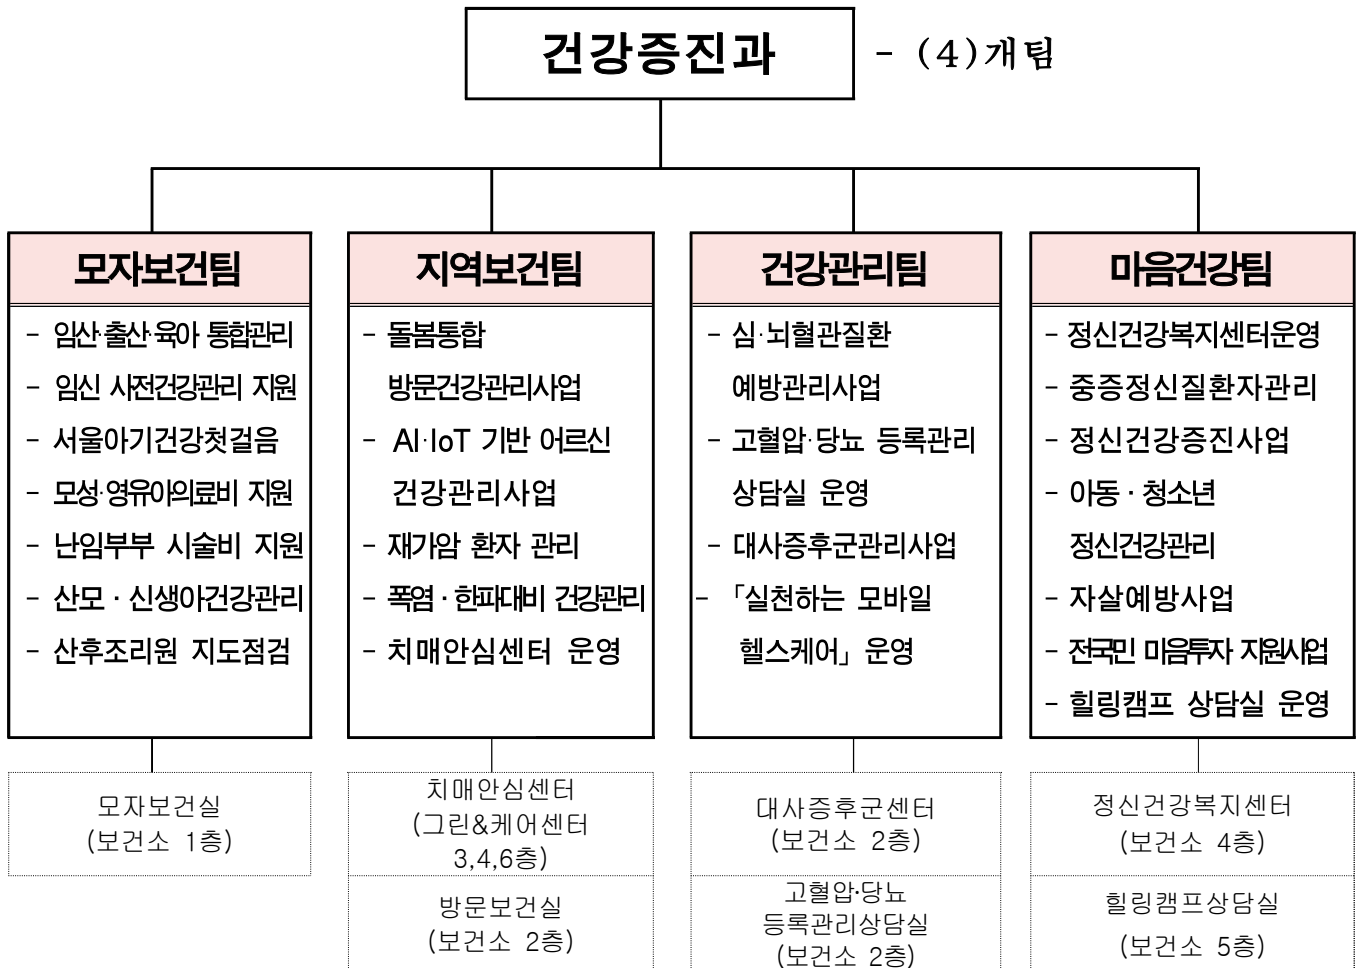 건강증진과
- (4)개팀
모자보건팀
- 임산·출산·육아 통합관리
- 임신 사전건강관리 지원
- 서울아기건강첫걸음
- 모성·영유아의료비 지원
- 난임부부 시술비 지원
- 산모 · 신생아건강관리
- 산후조리원 지도점검
모자보건실
(보건소 1층)
지역보건팀
- 돌봄통합
방문건강관리사업
- AI·IoT 기반 어르신
건강관리사업
- 재가암 환자 관리
- 폭염 · 한파대비 건강관리
- 치매안심센터 운영
치매안심센터
(그린&케어센터
3,4,6층)
방문보건실
(보건소 2층)
건강관리팀
- 심·뇌혈관질환
예방관리사업
- 고혈압·당뇨 등록관리
상담실 운영
- 대사증후군관리사업
- 「실천하는 모바일
헬스케어」 운영
대사증후군센터
(보건소 2층)
고혈압·당뇨
등록관리상담실
(보건소 2층)
마음건강팀
- 정신건강복지센터운영
- 중증정신질환자관리
- 정신건강증진사업
- 아동 · 청소년
정신건강관리
- 자살예방사업
- 전국민 마음투자 지원사업
- 힐링캠프 상담실 운영
정신건강복지센터
(보건소 4층)
힐링캠프상담실
(보건소 5층)